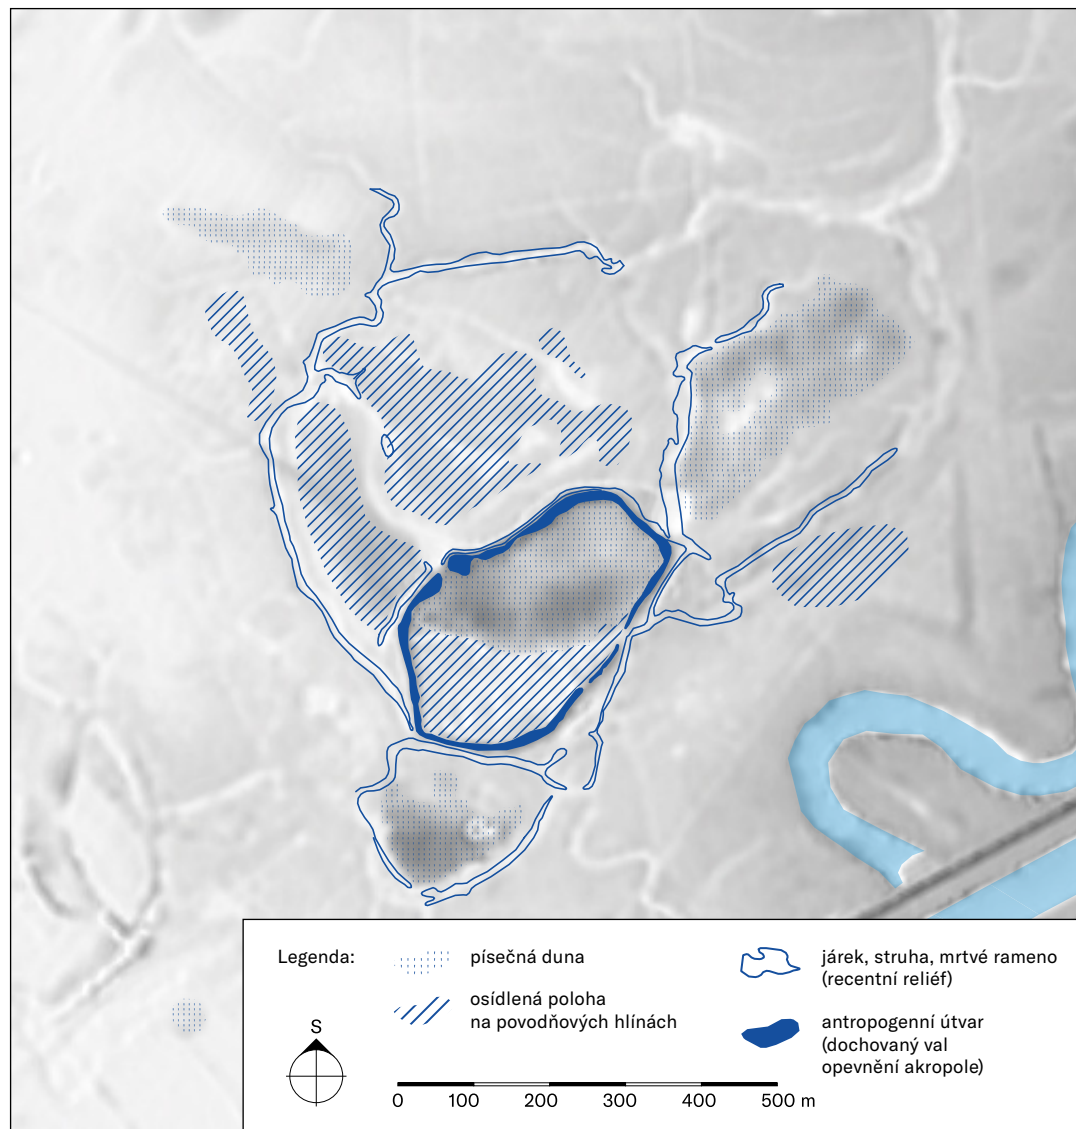 Legenda:
písečná duna
osídlená poloha
na povodňových hlínách
járek, struha, mrtvé rameno
(recentní reliéf)
antropogenní útvar
(dochovaný val
opevnění akropole)
S
0 100 200 300 400 500 m